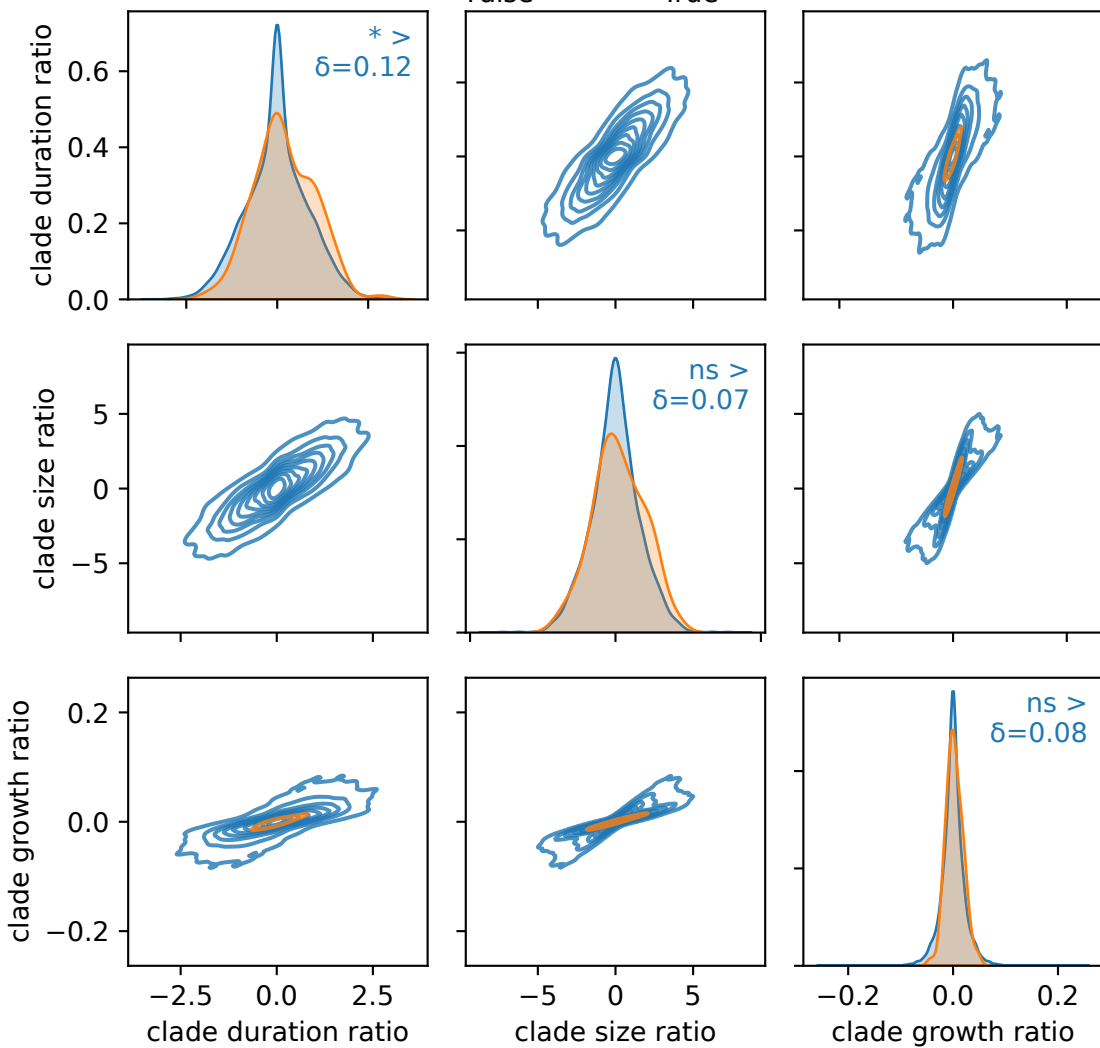 clade duration ratio
0.6
0.4
0.2
0.0
* >
δ=0.12
clade size ratio
5
0
−5
ns >
δ=0.07
clade growth ratio
0.2
0.0
−0.2
ns >
δ=0.08
−2.5 0.0 2.5
−5 0 5
−0.2 0.0 0.2
clade duration ratio
clade size ratio
clade growth ratio